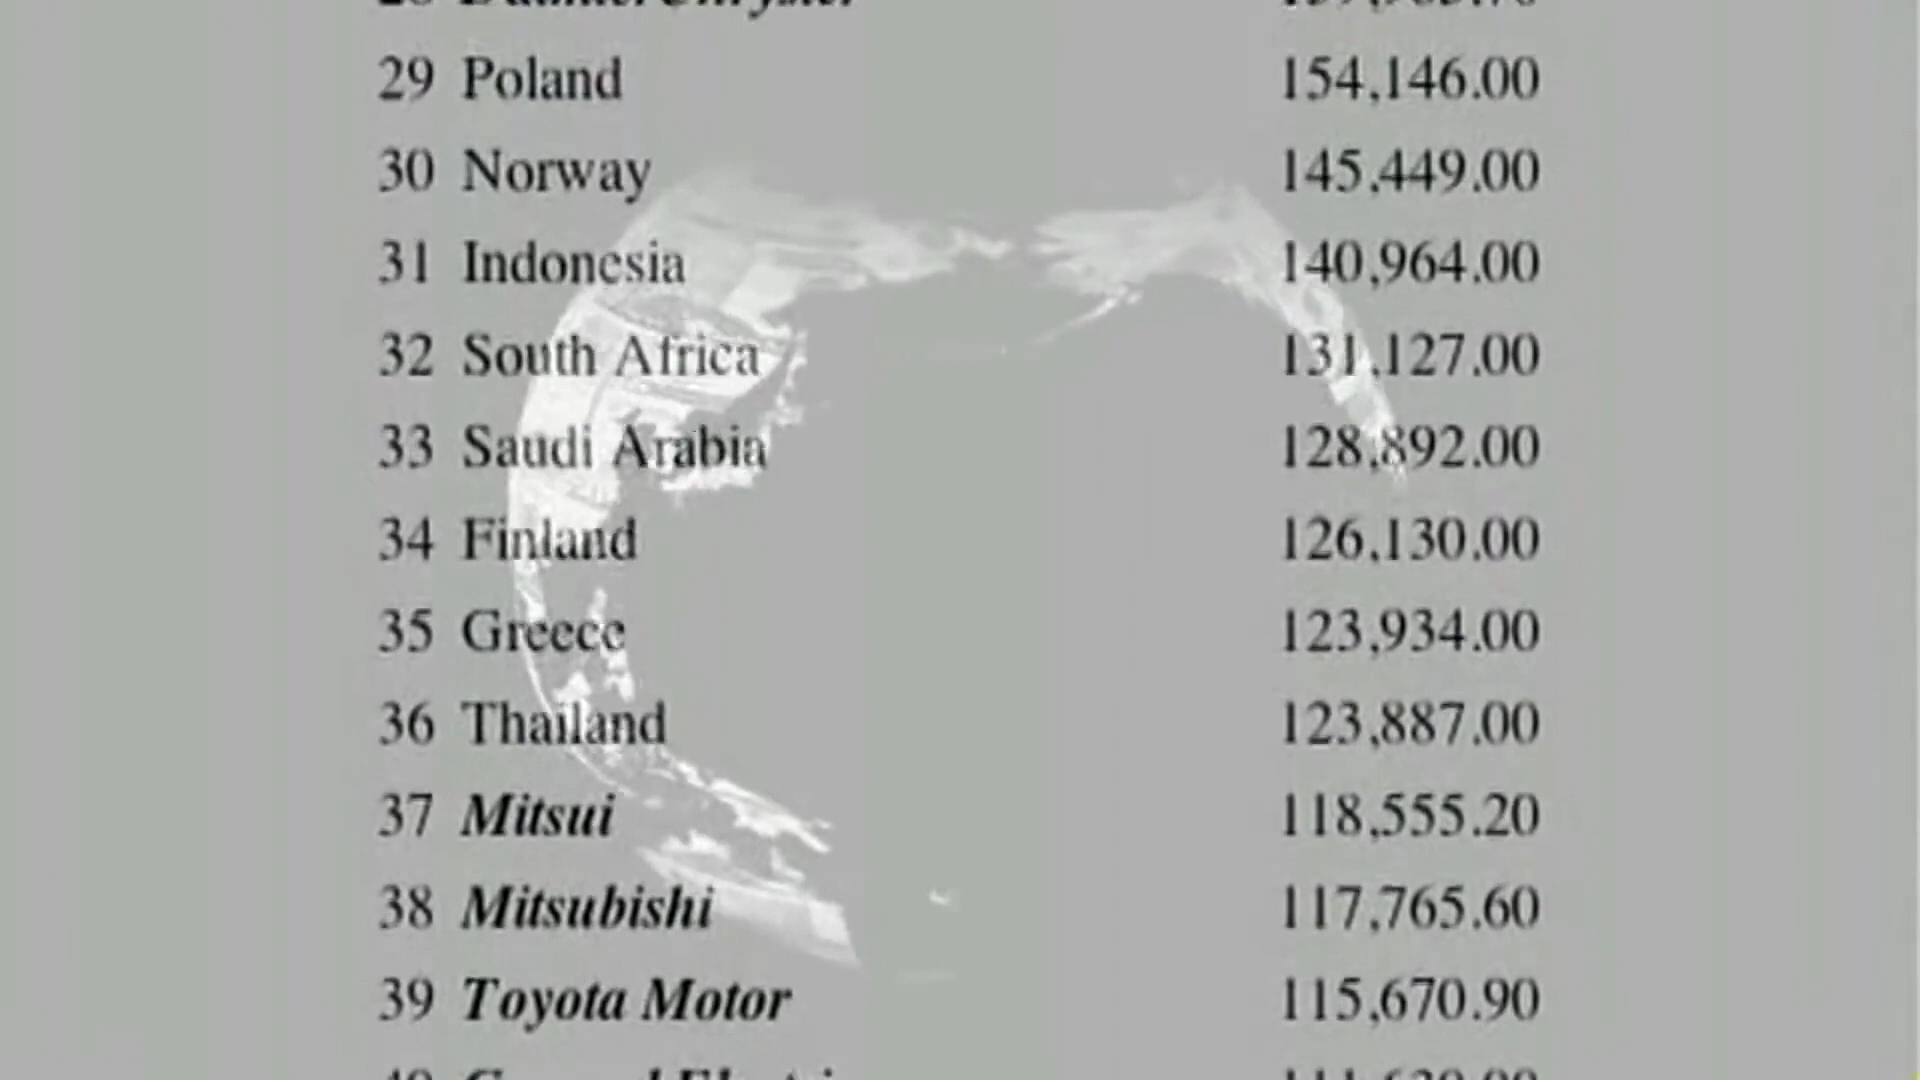 29 Poland 154,146.00
30 Norway 145,449.00
31 Indonesia 140,964.00
32 South Africa 131,127.00
33 Saudi Arabia 128,892.00
34 Finland 126,130.00
35 Greece 123,934.00
36 Thailand 123,887.00
37 Mitsui 118,555.20
38 Mitsubishi 117,765.60
39 Toyota Motor 115,670.90